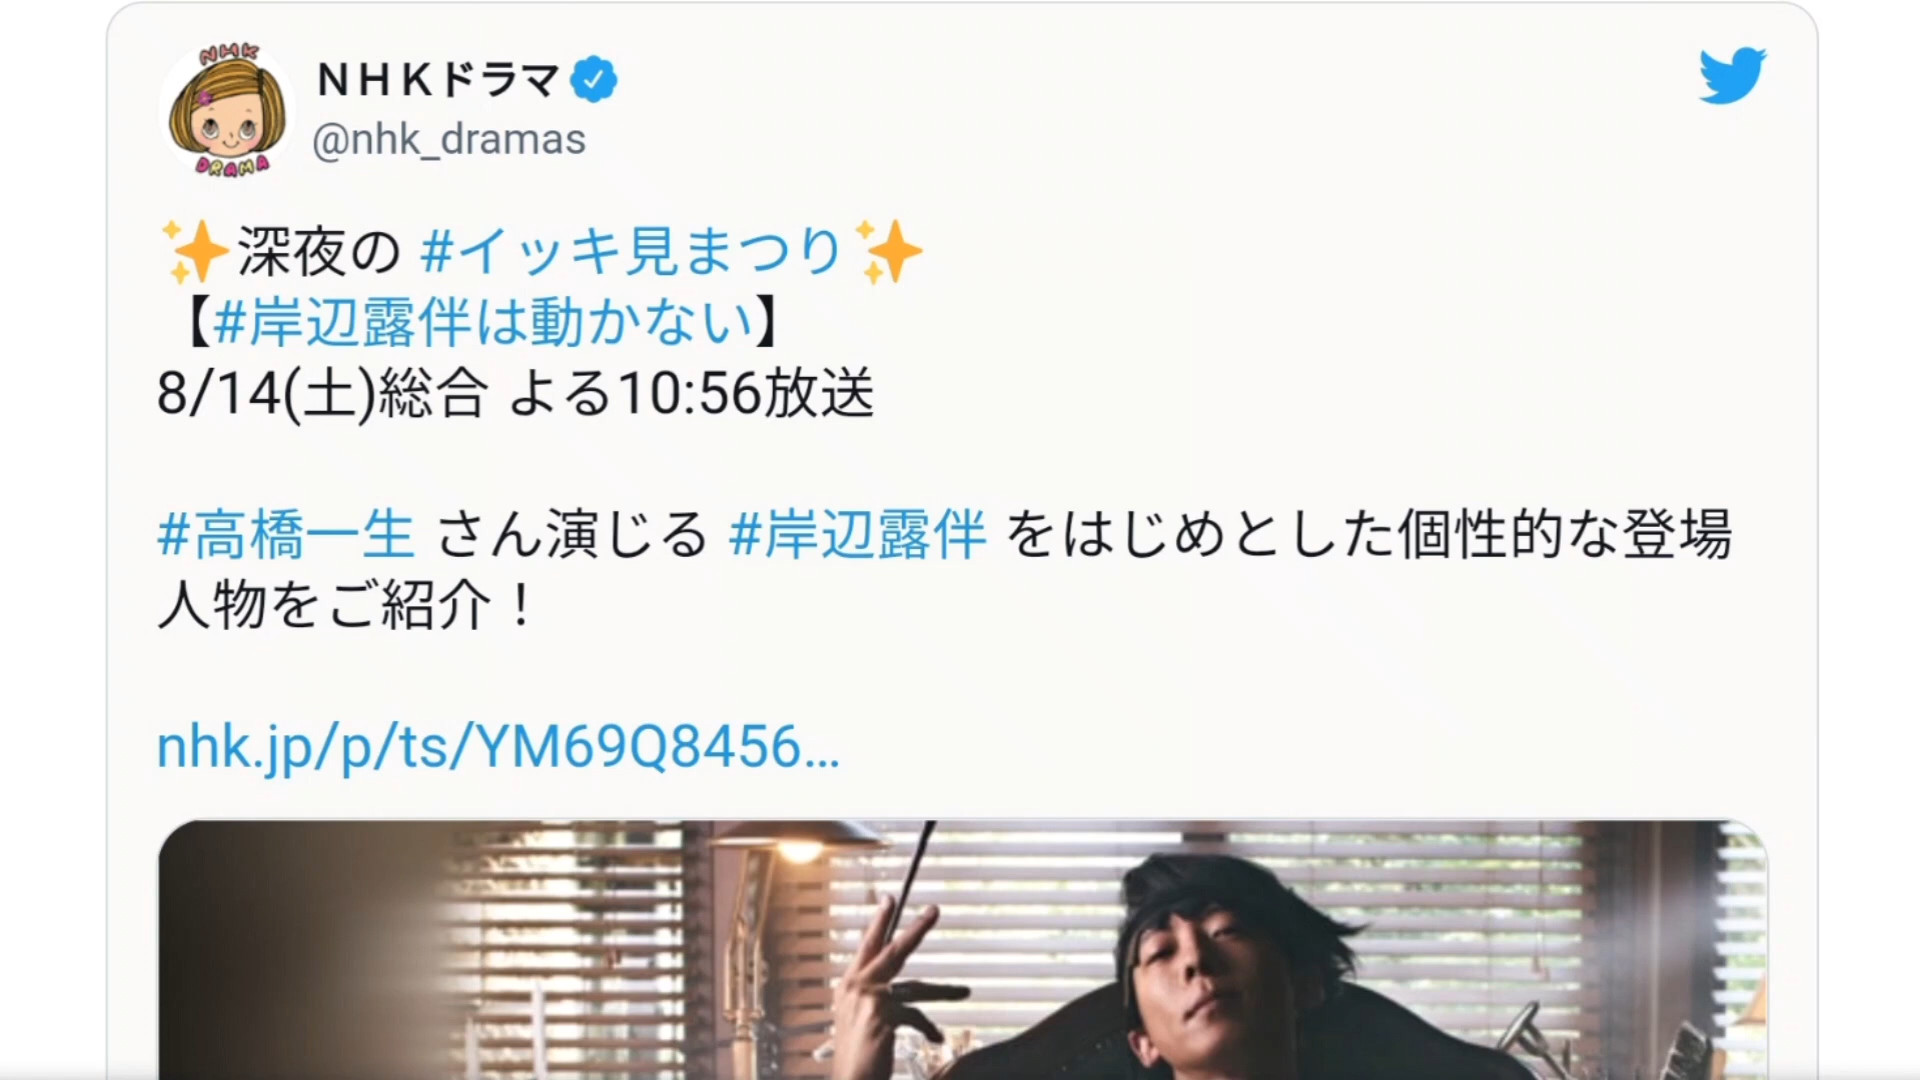 NHK
DRAMA
ＮＨＫドラマ
@nhk_dramas
✨深夜の #イッキ見まつり✨
【#岸辺露伴は動かない】
8/14(土)総合 よる10:56放送
#高橋一生 さん演じる #岸辺露伴 をはじめとした個性的な登場
人物をご紹介！
nhk.jp/p/ts/YM69Q8456…